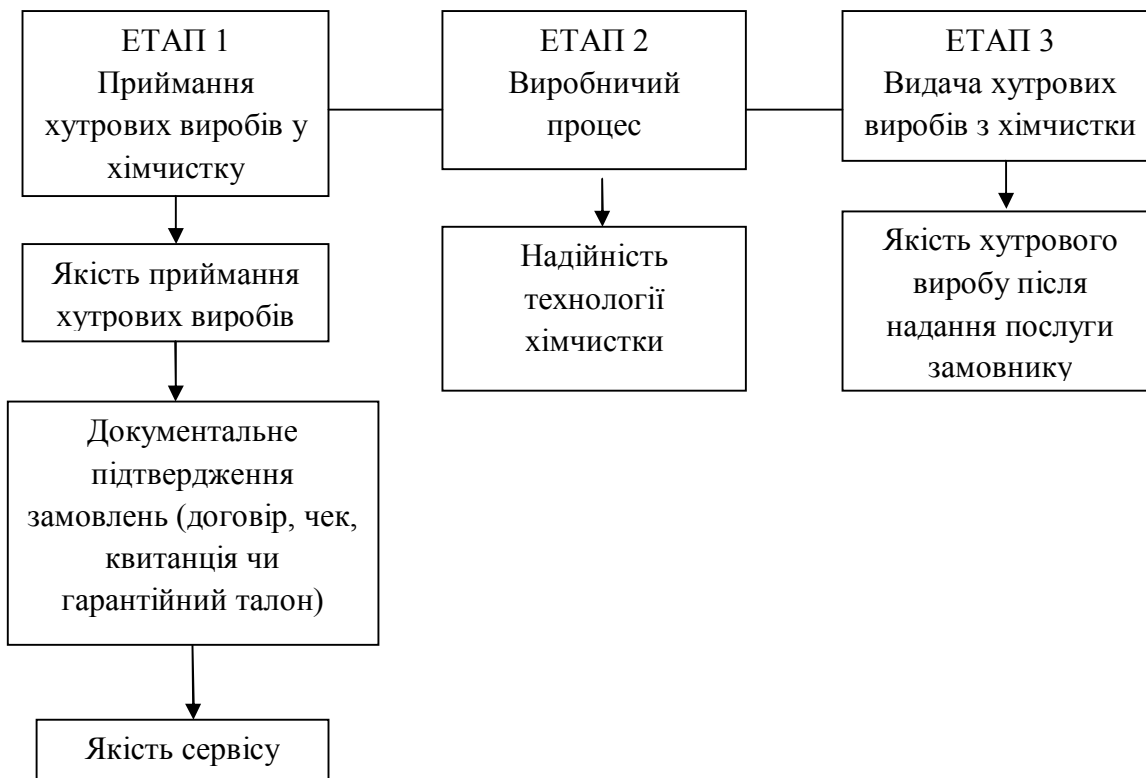 ЕТАП 1
Приймання
хутрових виробів у
хімчистку
ЕТАП 2
Виробничий
процес
ЕТАП 3
Видача хутрових
виробів з хімчистки
Якість приймання
хутрових виробів
Надійність
технології
хімчистки
Якість хутрового
виробу після
надання послуги
замовнику
Документальне
підтвердження
замовлень (договір, чек,
квитанція чи
гарантійний талон)
Якість сервісу